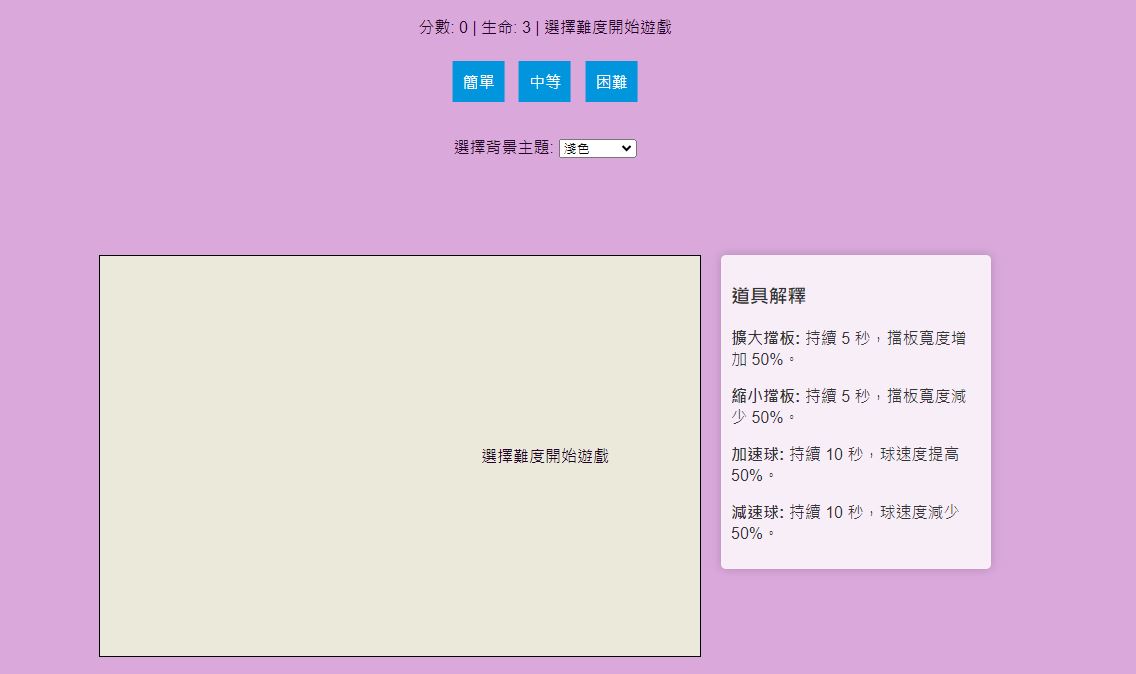 分數: 0 | 生命: 3 | 選擇難度開始遊戲
簡單 中等 困難
選擇背景主題: 淺色
選擇難度開始遊戲
道具解釋
擴大擋板: 持續 5 秒，擋板寬度增
加 50%。
縮小擋板: 持續 5 秒，擋板寬度減
少 50%。
加速球: 持續 10 秒，球速度提高
50%。
減速球: 持續 10 秒，球速度減少
50%。